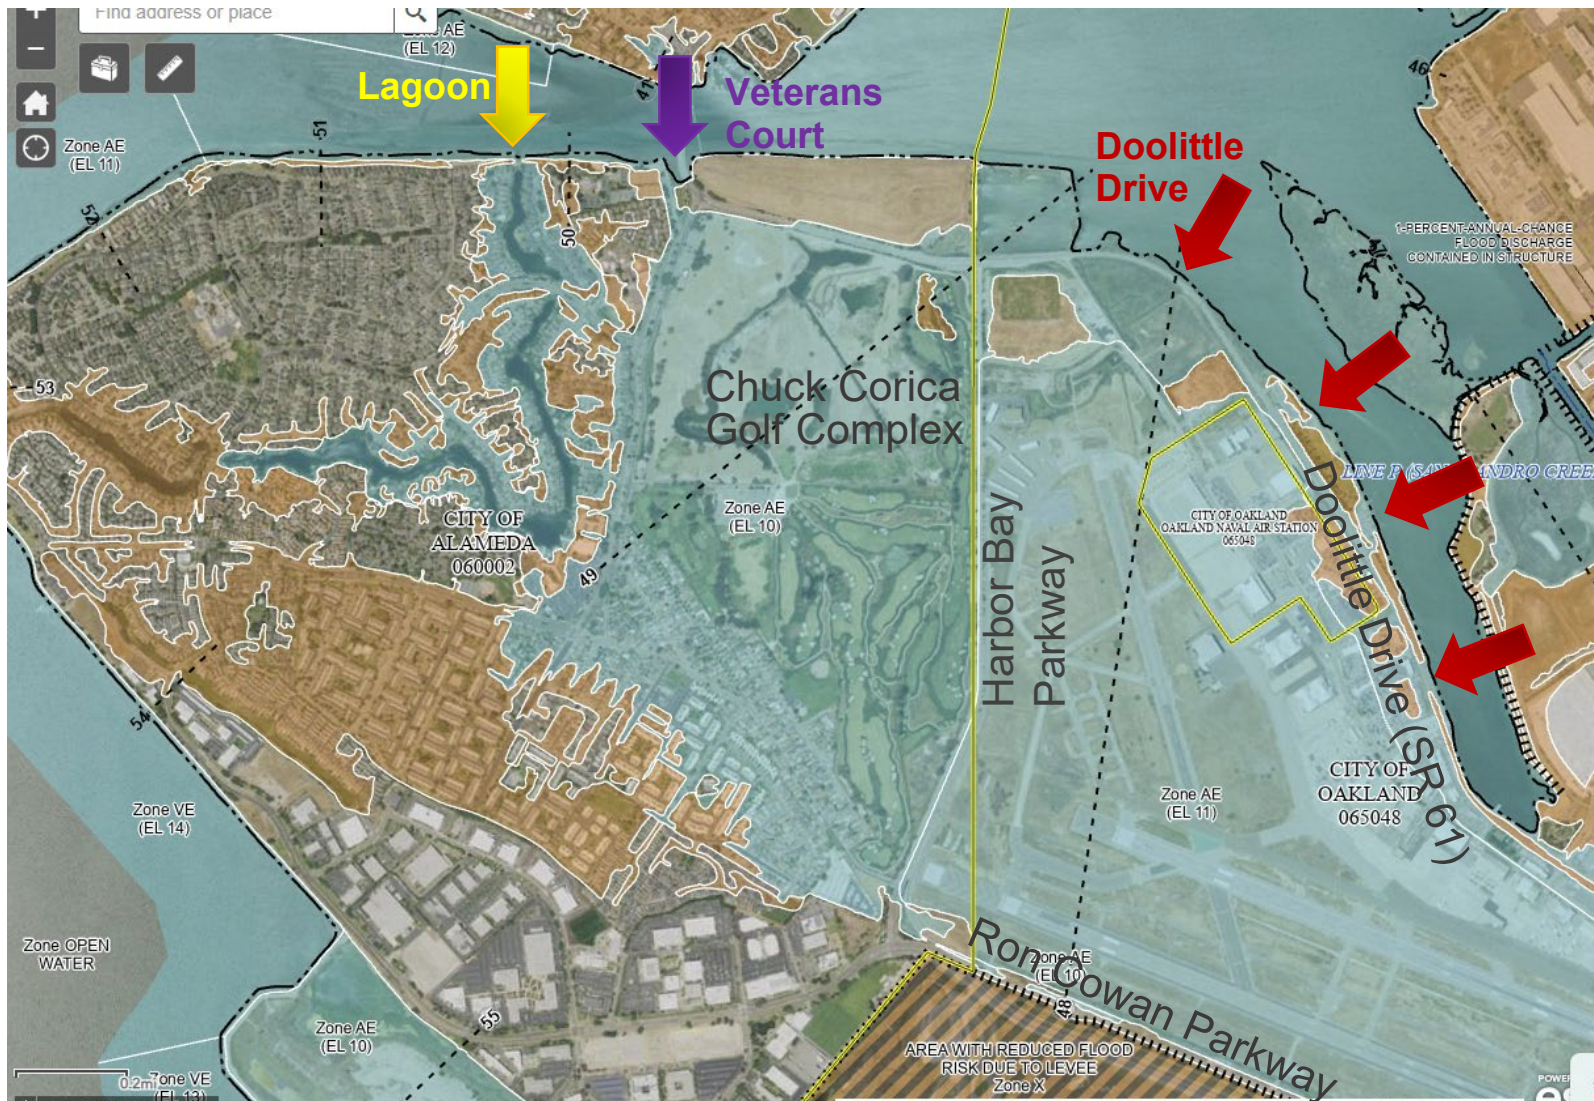 Find address or place
Zone AE
(EL 12)
Lagoon
Veterans
Court
41
46
51
Zone AE
(EL 11)
Doolittle
Drive
52
50
1-PERCENT-ANNUAL-CHANCE
FLOOD DISCHARGE
CONTAINED IN STRUCTURE
53
Chuck Corica
Golf Complex
Zone AE
(EL 10)
CITY OF
ALAMEDA
060002
49
Harbor Bay
Parkway
CITY OF OAKLAND
OAKLAND NAVAL AIR STATION
065048
Doolittle Drive (SR 61)
54
Zone VE
(EL 14)
Zone AE
(EL 11)
CITY OF
OAKLAND
065048
Zone OPEN
WATER
Ron Cowan Parkway
Zone AE
(EL 10)
48
55
Zone AE
(EL 10)
AREA WITH REDUCED FLOOD
RISK DUE TO LEVEE
Zone X
0.2mi
Zone VE
(EL 13)